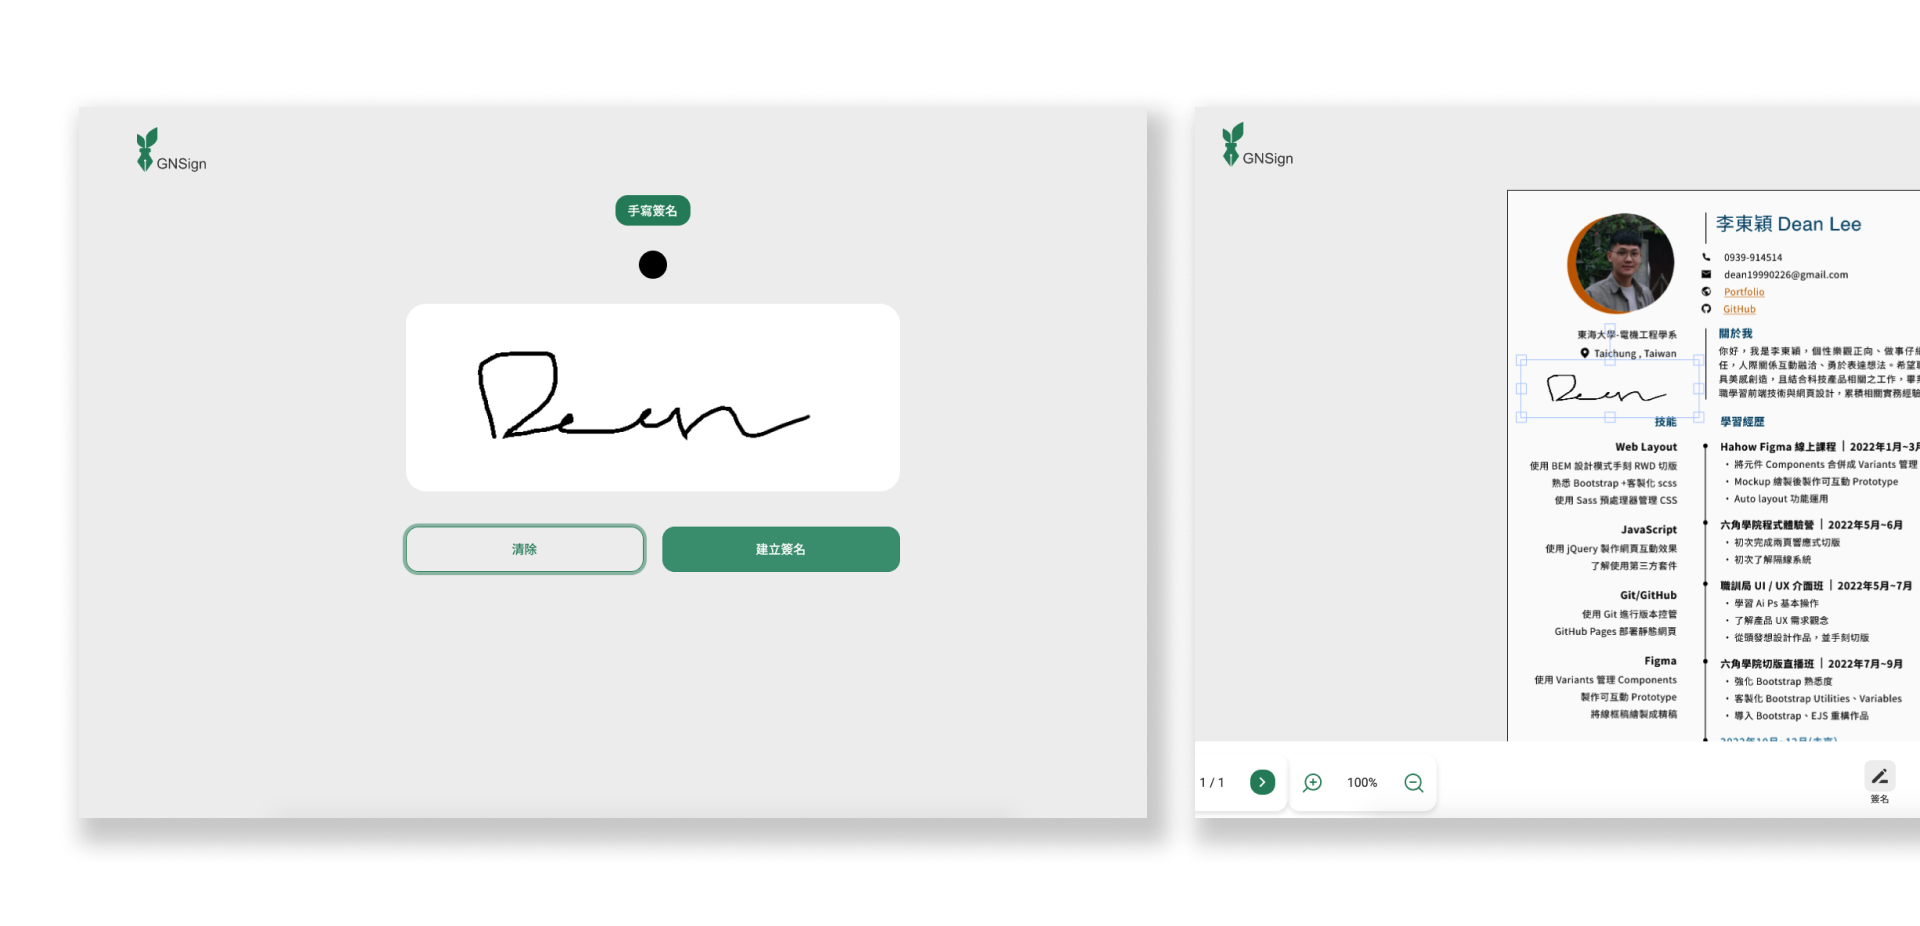 GNSign
手寫簽名
Dean
清除
建立簽名
GNSign
李東穎 Dean Lee
0939-914514
dean19990226@gmail.com
Portfolio
GitHub
東海大學-電機工程學系
Taichung , Taiwan
Dean
關於我
你好，我是李東穎，個性樂觀正向、做事仔細
任，人際關係互動融洽、勇於表達想法。希望
具美感創造，且結合科技產品相關之工作，畢
職學習前端技術與網頁設計，累積相關實務經驗
技能
Web Layout
使用 BEM 設計模式手刻 RWD 切版
熟悉 Bootstrap +客製化 scss
使用 Sass 預處理器管理 CSS
JavaScript
使用 jQuery 製作網頁互動效果
了解使用第三方套件
Git/GitHub
使用 Git 進行版本控管
GitHub Pages 部署靜態網頁
Figma
使用 Variants 管理 Components
製作可互動 Prototype
將線框稿繪製成精稿
學習經歷
Hahow Figma 線上課程｜2022年1月~3月
・將元件 Components 合併成 Variants 管理
・Mockup 繪製後製作可互動 Prototype
・Auto layout 功能運用
六角學院程式體驗營｜2022年5月~6月
・初次完成兩頁響應式切版
・初次了解隔線系統
職訓局 UI / UX 介面班｜2022年5月~7月
・學習 Ai Ps 基本操作
・了解產品 UX 需求觀念
・從頭發想設計作品，並手刻切版
六角學院切版直播班｜2022年7月~9月
・強化 Bootstrap 熟悉度
・客製化 Bootstrap Utilities、Variables
・導入 Bootstrap、EJS 重構作品
1 / 1
100%
簽名